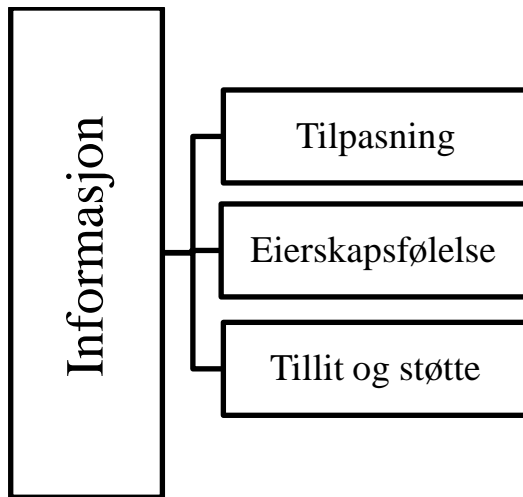 Informasjon
Tilpasning
Eierskapsfølelse
Tillit og støtte